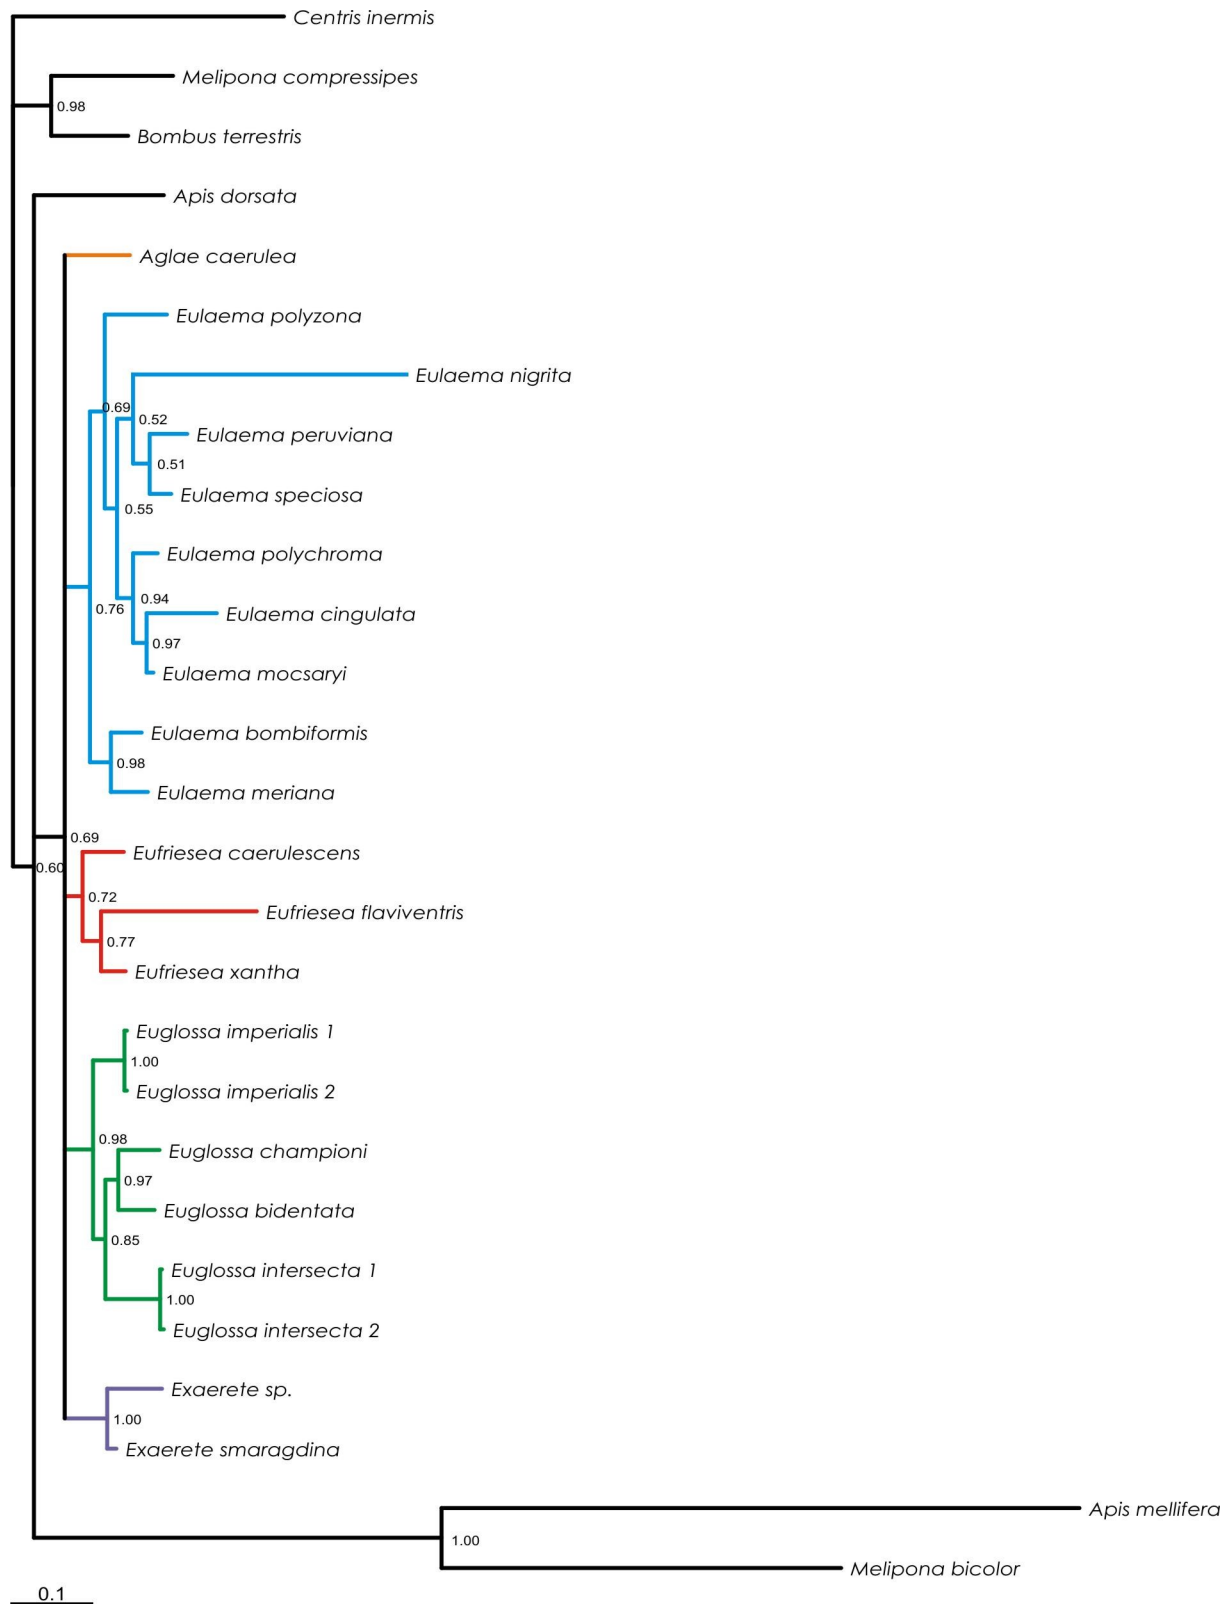 Centris inermis
Melipona compressipes
0.98
Bombus terrestris
Apis dorsata
Aglae caerulea
Eulaema polyzona
Eulaema nigrita
0.69
0.52
Eulaema peruviana
0.51
Eulaema speciosa
0.55
Eulaema polychroma
0.94
0.76
Eulaema cingulata
0.97
Eulaema mocsaryi
Eulaema bombiformis
0.98
Eulaema meriana
0.69
Eufriesea caerulescens
0.60
0.72
Eufriesea flaviventris
0.77
Eufriesea xantha
Euglossa imperialis 1
1.00
Euglossa imperialis 2
0.98
Euglossa championi
0.97
Euglossa bidentata
0.85
Euglossa intersecta 1
1.00
Euglossa intersecta 2
Exaerete sp.
1.00
Exaerete smaragdina
Apis mellifera
1.00
Melipona bicolor
0.1